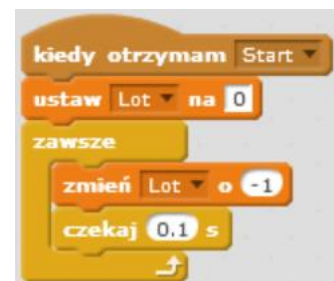 kiedy otrzymam Start
ustaw Lot na 0
zawsze
zmień Lot o -1
czekaj 0.1 s